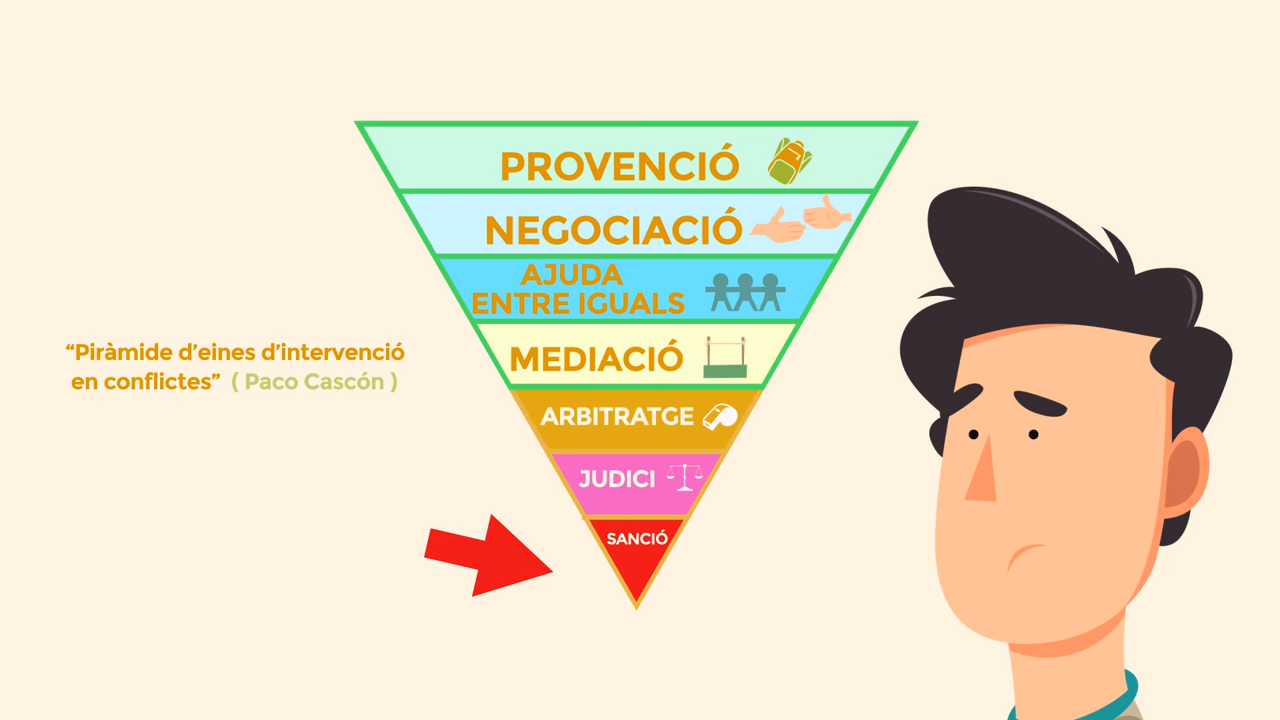 PROVENCIÓ
NEGOCIACIÓ
AJUDA
ENTRE IGUALS
MEDIACIÓ
ARBITRATGE
JUDICI
SANCIÓ
“Piràmide d’eines d’intervenció
en conflictes” ( Paco Cascón )